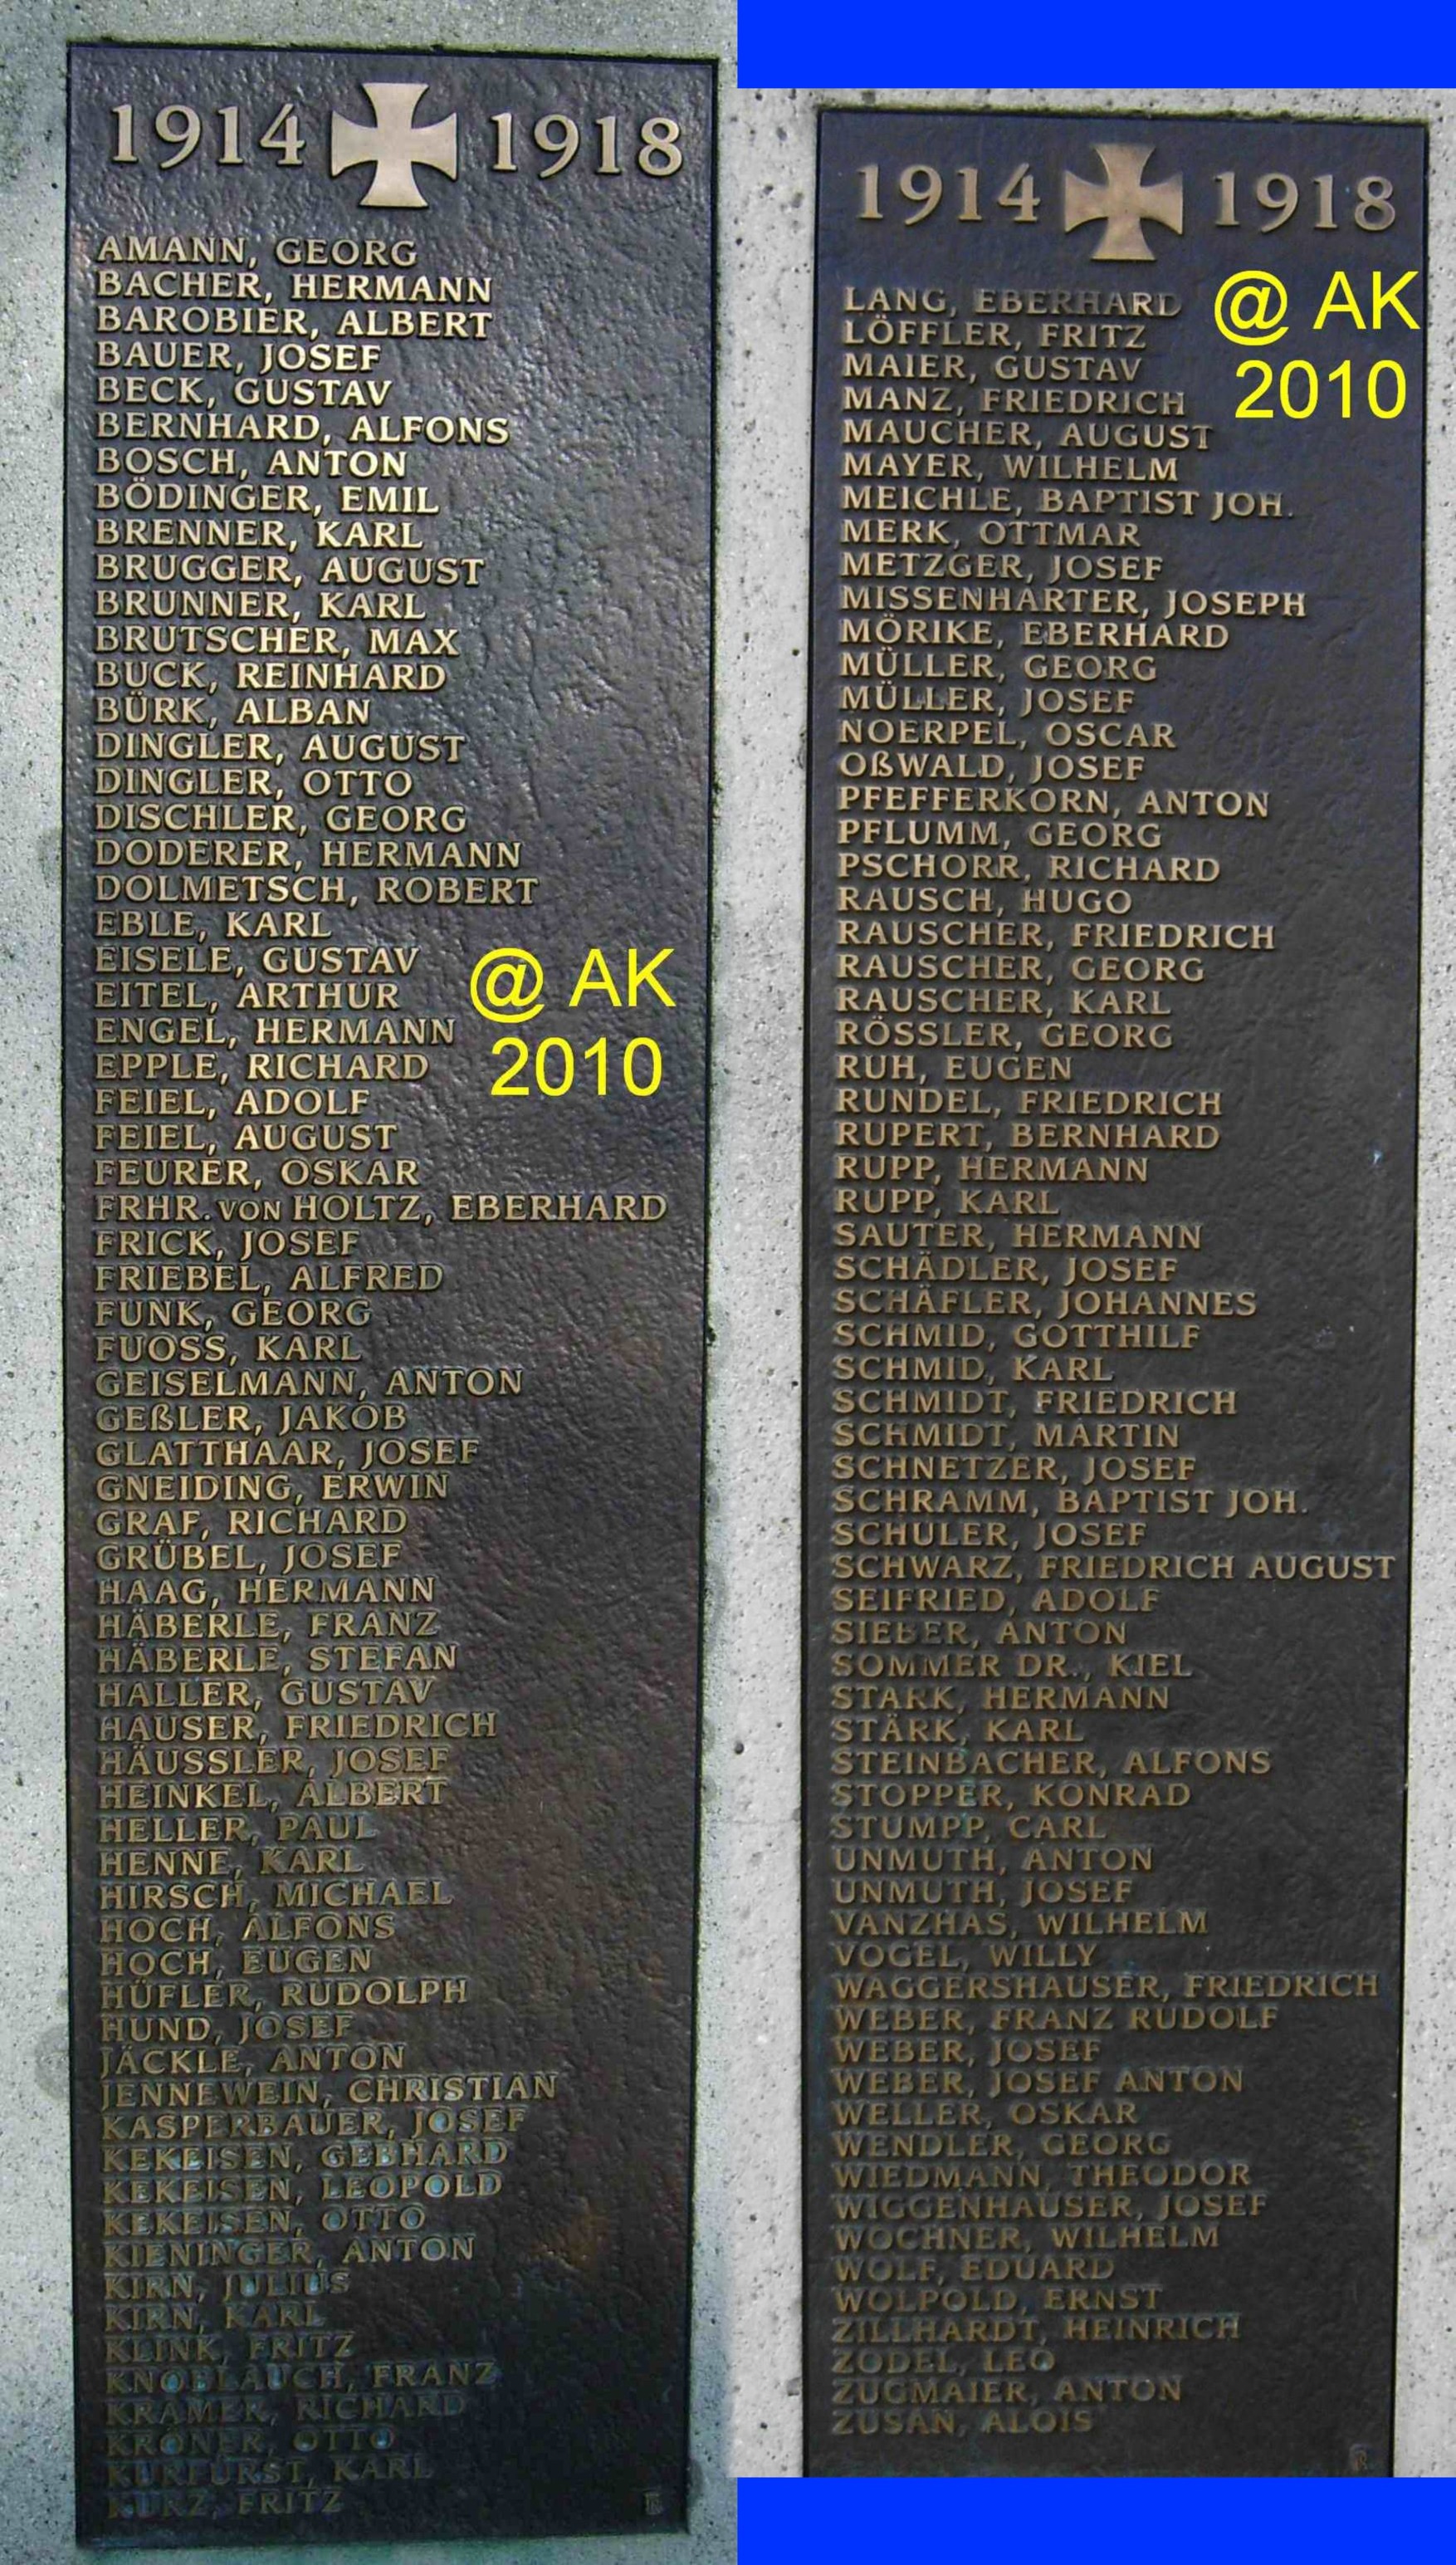 1914 1918
AMANN, GEORG
BACHER, HERMANN
BAROBIER, ALBERT
BAUER, JOSEF
BECK, GUSTAV
BERNHARD, ALFONS
BOSCH, ANTON
BÖDINGER, EMIL
BRENNER, KARL
BRUGGER, AUGUST
BRUNNER, KARL
BRUTSCHER, MAX
BUCK, REINHARD
BÜRK, ALBAN
DINGLER, AUGUST
DINGLER, OTTO
DISCHLER, GEORG
DODERER, HERMANN
DOLMETSCH, ROBERT
EBLE, KARL
EISELE, GUSTAV
EITEL, ARTHUR
ENGEL, HERMANN
EPPLE, RICHARD
FEIEL, ADOLF
FEIEL, AUGUST
FEURER, OSKAR
FRHR. VON HOLTZ, EBERHARD
FRICK, JOSEF
FRIEBEL, ALFRED
FUNK, GEORG
FUOSS, KARL
GEISELMANN, ANTON
GEßLER, JAKOB
GLATTHAAR, JOSEF
GNEIDING, ERWIN
GRAF, RICHARD
GRÜBEL, JOSEF
HAAG, HERMANN
HÄBERLE, FRANZ
HÄBERLE, STEFAN
HALLER, GUSTAV
HAUSER, FRIEDRICH
HÄUSSLER, JOSEF
HEINKEL, ALBERT
HELLER, PAUL
HENNE, KARL
HIRSCH, MICHAEL
HOCH, ALFONS
HOCH, EUGEN
HÜFLER, RUDOLPH
HUND, JOSEF
JÄCKLE, ANTON
JENNEWEIN, CHRISTIAN
KASPERBAUER, JOSEF
KEKEISEN, GEBHARD
KEKEISEN, LEOPOLD
KEKEISEN, OTTO
KIENINGER, ANTON
KIRN, JULIUS
KIRN, KARL
KLINK, FRITZ
KNOBLAUCH, FRANZ
KRAMER, RICHARD
KRONER, OTTO
KURFÜRST, KARL
KURZ, FRITZ
@ AK
2010
1914 1918
LANG, EBERHARD
LÖFFLER, FRITZ
MAIER, GUSTAV
MANZ, FRIEDRICH
MAUCHER, AUGUST
MAYER, WILHELM
MEICHLE, BAPTIST JOH.
MERK, OTTMAR
METZGER, JOSEF
MISSENHARTER, JOSEPH
MÖRIKE, EBERHARD
MÜLLER, GEORG
MÜLLER, JOSEF
NOERPEL, OSCAR
OßWALD, JOSEF
PFEFFERKORN, ANTON
PFLUMM, GEORG
PSCHORR, RICHARD
RAUSCH, HUGO
RAUSCHER, FRIEDRICH
RAUSCHER, GEORG
RAUSCHER, KARL
RÖSSLER, GEORG
RUH, EUGEN
RUNDEL, FRIEDRICH
RUPERT, BERNHARD
RUPP, HERMANN
RUPP, KARL
SAUTER, HERMANN
SCHÄDLER, JOSEF
SCHÄFLER, JOHANNES
SCHMID, GOTTHILF
SCHMID, KARL
SCHMIDT, FRIEDRICH
SCHMIDT, MARTIN
SCHNETZER, JOSEF
SCHRAMM, BAPTIST JOH.
SCHULER, JOSEF
SCHWARZ, FRIEDRICH AUGUST
SEIFRIED, ADOLF
SIEBER, ANTON
SOMMER DR., KIEL
STARK, HERMANN
STÄRK, KARL
STEINBACHER, ALFONS
STOPPER, KONRAD
STUMPP, CARL
UNMUTH, ANTON
UNMUTH, JOSEF
VANZHAS, WILHELM
VOGEL, WILLY
WAGGERSHAUSER, FRIEDRICH
WEBER, FRANZ RUDOLF
WEBER, JOSEF
WEBER, JOSEF ANTON
WELLER, OSKAR
WENDLER, GEORG
WIEDMANN, THEODOR
WIGGENHAUSER, JOSEF
WOCHNER, WILHELM
WOLF, EDUARD
WOLPOLD, ERNST
ZILLHARDT, HEINRICH
ZODEL, LEO
ZUGMAIER, ANTON
ZUSAN, ALOIS
@ AK
2010